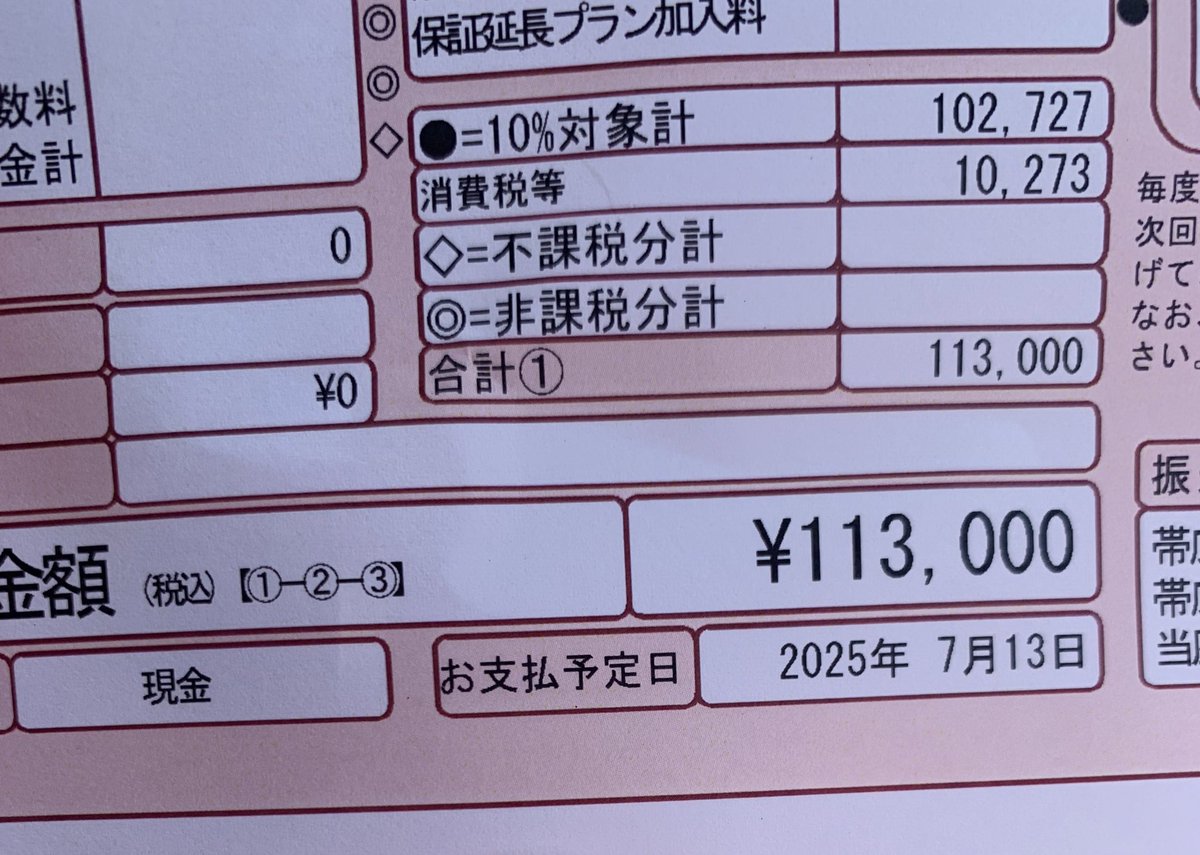 ◎ 保証延長プラン加入料
◎
数料
◇ ●=10%対象計 102,727
金計
消費税等 10,273
0
◇=不課税分計
◎=非課税分計
¥0
合計① 113,000
金額 (税込)【①-②-③】 ¥113,000
現金 お支払予定日 2025年 7月13日
毎度
次回
げて
なお、
さい。
振
帯広
帯広
当